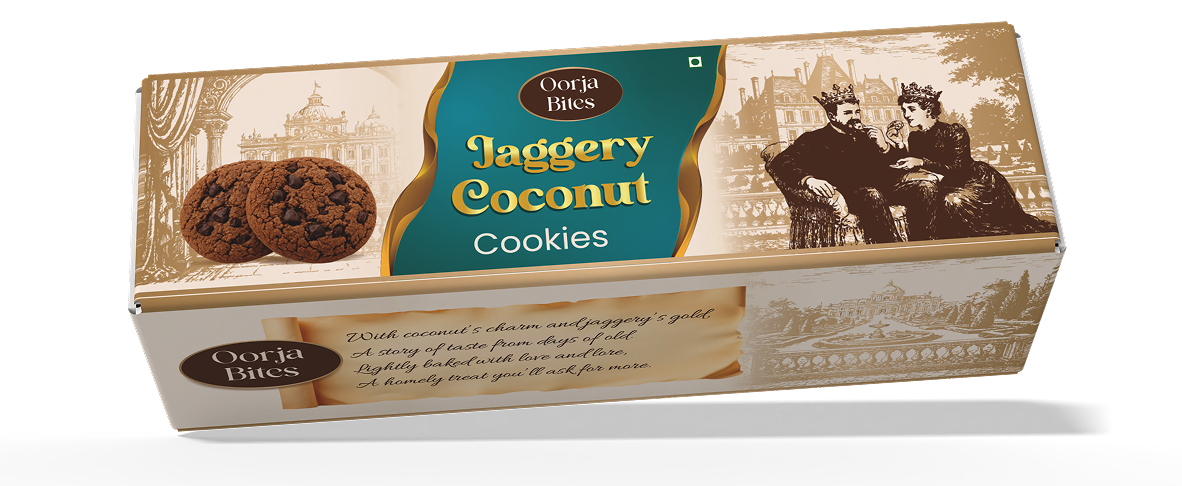 Oorja
Bites
Jaggery
Coconut
Cookies
Oorja
Bites
With coconut's charm and jaggery's gold,
A story of taste from days of old
Lightly baked with love and lore,
A homely treat you'll ask for more.